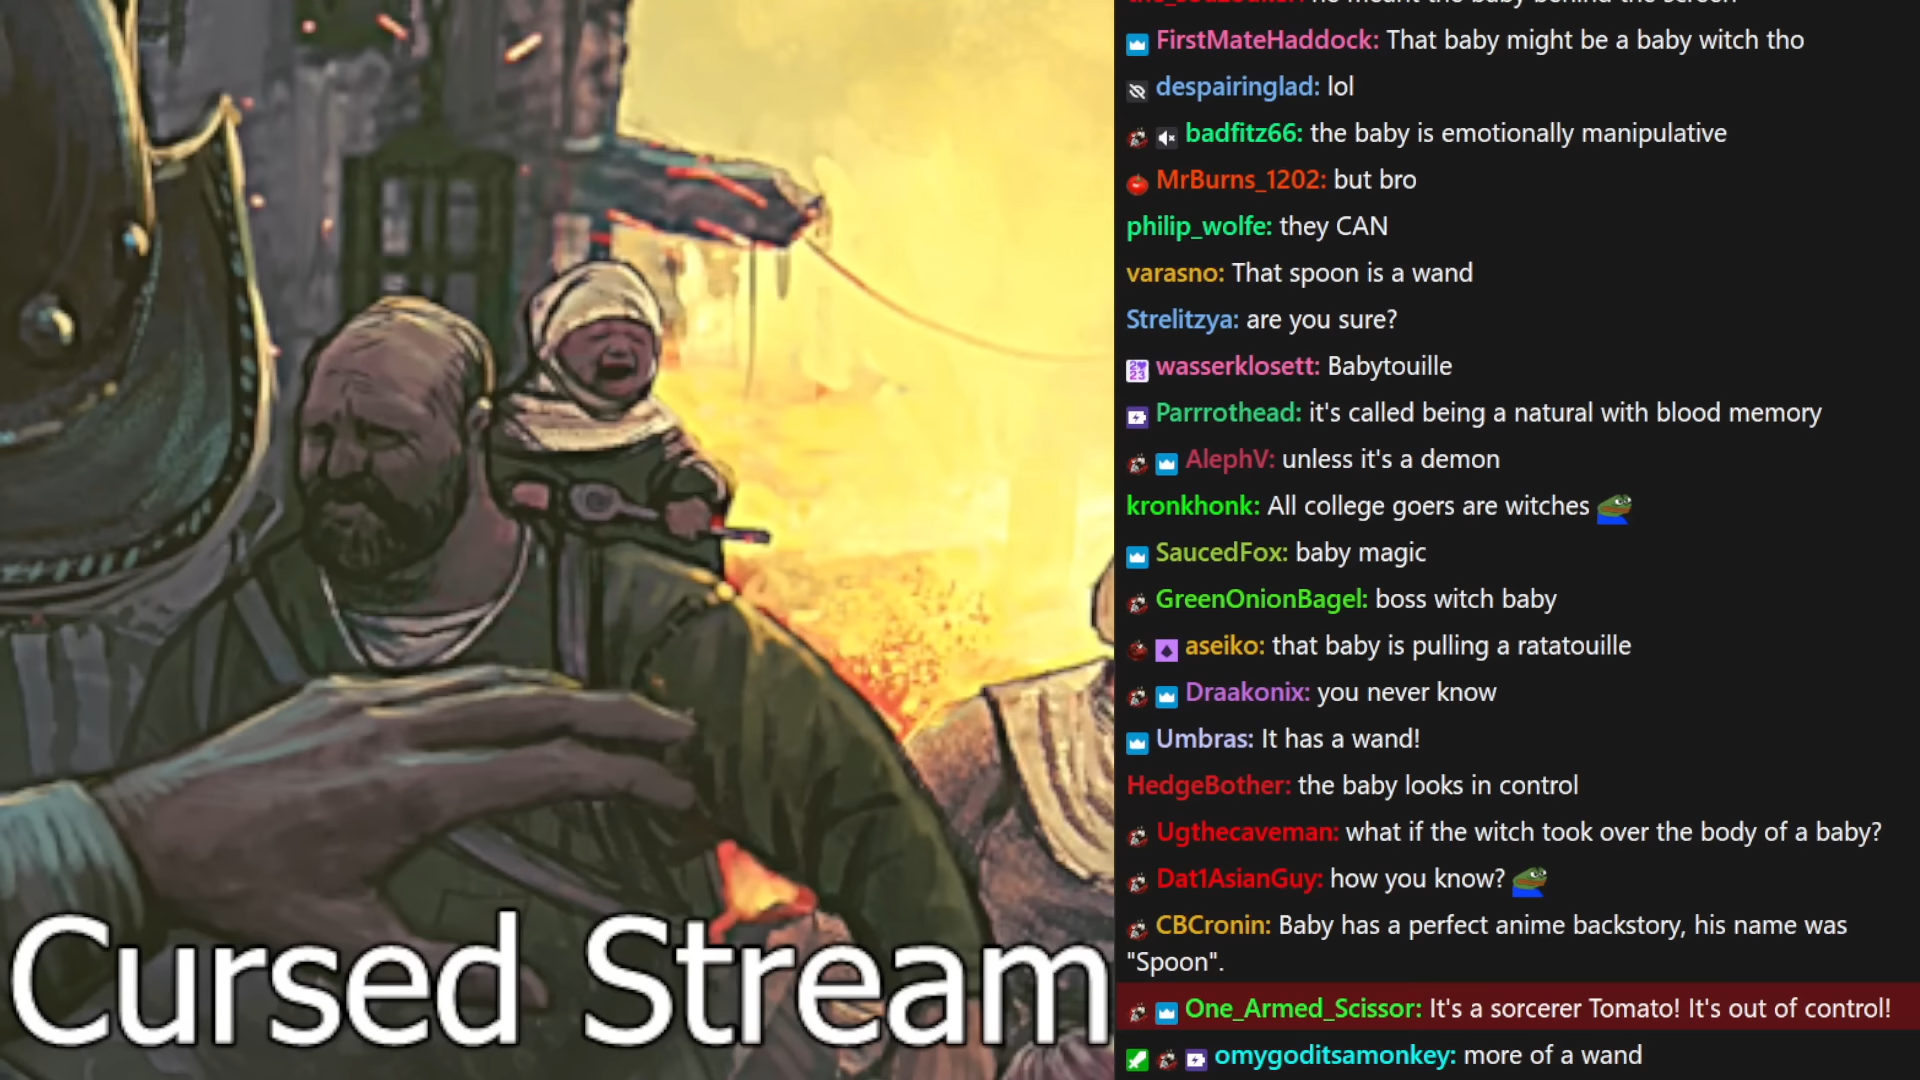 Cursed Stream
FirstMateHaddock: That baby might be a baby witch tho
despairinglad: lol
badfitz66: the baby is emotionally manipulative
MrBurns_1202: but bro
philip_wolfe: they CAN
varasno: That spoon is a wand
Strelitzya: are you sure?
wasserklosett: Babytouille
Parrrothead: it's called being a natural with blood memory
AlephV: unless it's a demon
kronkhonk: All college goers are witches
SaucedFox: baby magic
GreenOnionBagel: boss witch baby
aseiko: that baby is pulling a ratatouille
Draakonix: you never know
Umbras: It has a wand!
HedgeBother: the baby looks in control
Ugthecaveman: what if the witch took over the body of a baby?
Dat1AsianGuy: how you know?
CBCronin: Baby has a perfect anime backstory, his name was
"Spoon".
One_Armed_Scissor: It's a sorcerer Tomato! It's out of control!
omygoditsamonkey: more of a wand